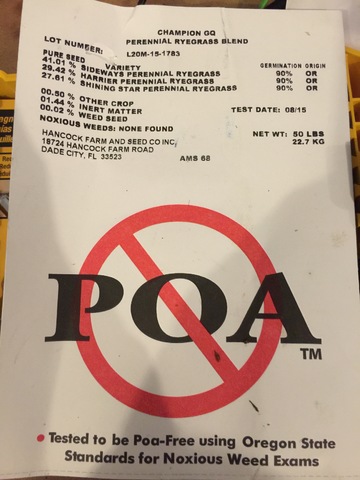 CHAMPION GQ
PERENNIAL RYEGRASS BLEND
LOT NUMBER: L20M-15-1783
PURE SEED VARIETY GERMINATION ORIGIN
41.01 % SIDEWAYS PERENNIAL RYEGRASS 90% OR
29.42 % HARRIER PERENNIAL RYEGRASS 90% OR
27.61 % SHINING STAR PERENNIAL RYEGRASS 90% OR
00.50 % OTHER CROP
01.44 % INERT MATTER TEST DATE: 08/15
00.02 % WEED SEED
NOXIOUS WEEDS: NONE FOUND
HANCOCK FARM AND SEED CO INC, NET WT: 50 LBS
18724 HANCOCK FARM ROAD 22.7 KG
DADE CITY, FL 33523 AMS 68
POA TM
Tested to be Poa-Free using Oregon State
Standards for Noxious Weed Exams